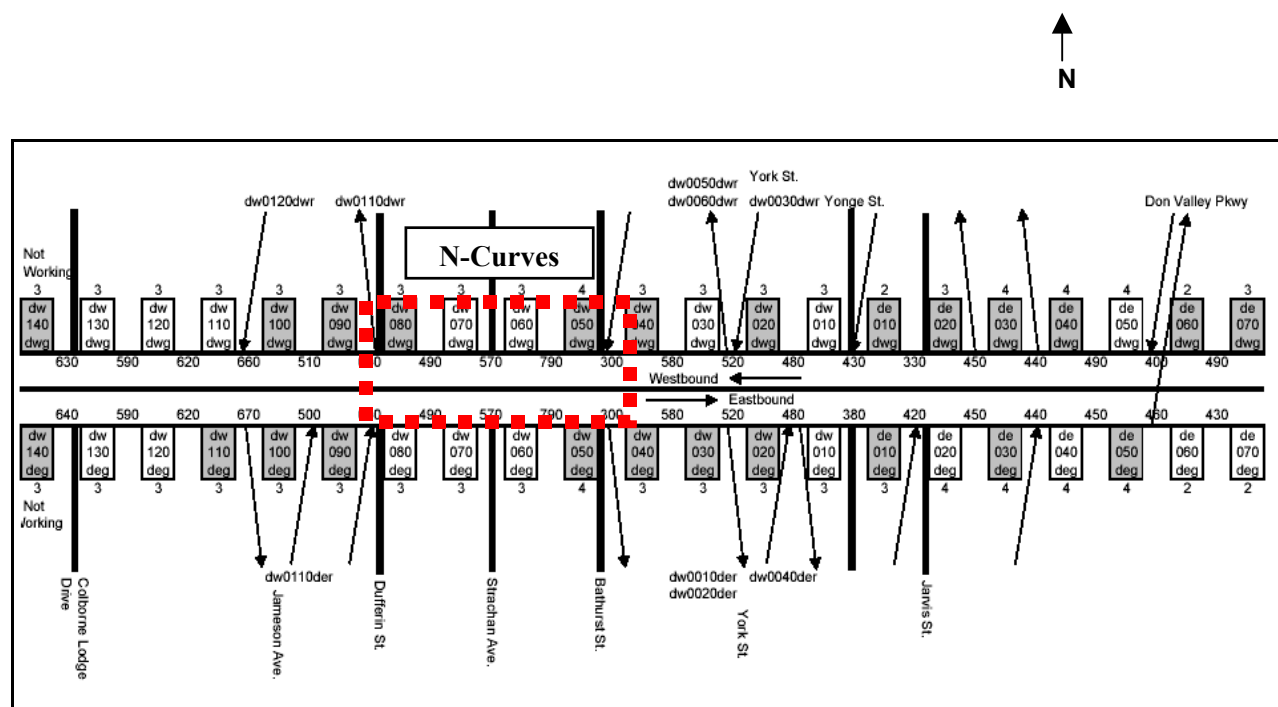 N
dw0050dwr York St.
dw0120dwr dw0110dwr dw0060dwr dw0030dwr Yonge St. Don Valley Pkwy
N-Curves
Not
Working
3 3 3 3 3 3 3 3 3 4 3 3 3 3 2 3 4 4 4 2 3
dw dw dw dw dw dw dw dw dw dw dw dw dw dw de de de de de de de
140 130 120 110 100 090 080 070 060 050 040 030 020 010 010 020 030 040 050 060 070
dwg dwg dwg dwg dwg dwg dwg dwg dwg dwg dwg dwg dwg dwg dwg dwg dwg dwg dwg dwg dwg
630 590 620 660 510 490 570 790 300 580 520 480 430 330 450 440 490 400 490
Westbound
Eastbound
640 590 620 670 500 490 570 790 300 580 520 480 380 420 450 440 450 460 430
dw dw dw dw dw dw dw dw dw dw dw dw dw dw de de de de de de de
140 130 120 110 100 090 080 070 060 050 040 030 020 010 010 020 030 040 050 060 070
deg deg deg deg deg deg deg deg deg deg deg deg deg deg deg deg deg deg deg deg deg
3 3 3 3 3 3 3 3 3 4 3 3 3 3 3 4 4 4 4 2 2
Not
Working
dw0110der dw0010der dw0040der
dw0020der
Colborne Lodge
Drive
Jameson Ave.
Dufferin St.
Strachan Ave.
Bathurst St.
York St.
Jarvis St.